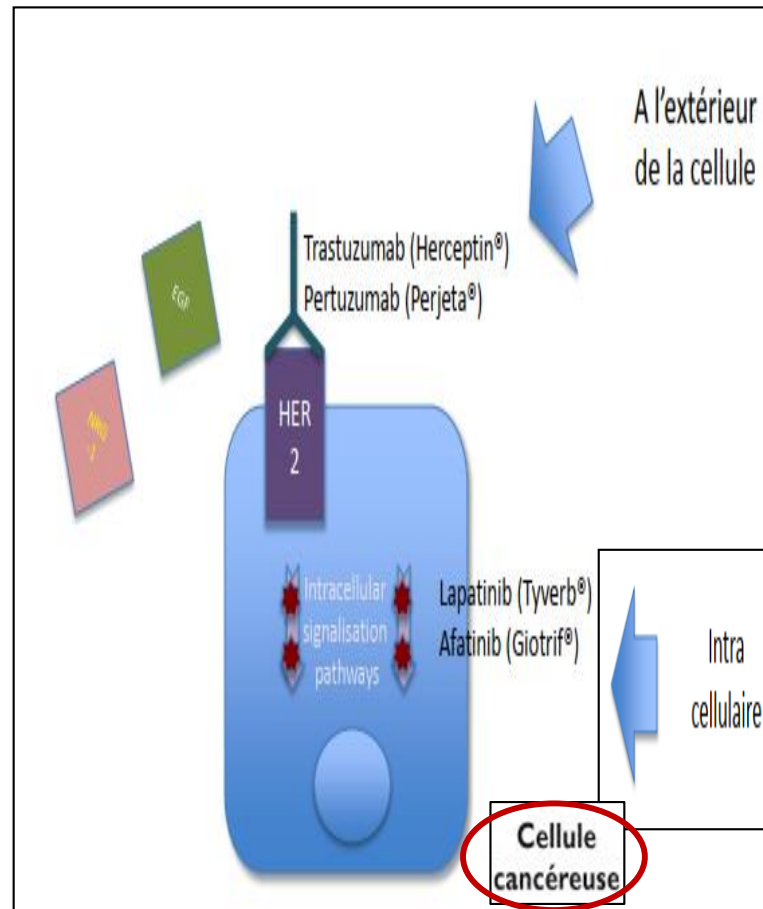 A l'extérieur
de la cellule
Trastuzumab (Herceptin®)
Pertuzumab (Perjeta®)
EGF
HER
2
Intracellular
signalisation
pathways
Lapatinib (Tyverb®)
Afatinib (Giotrif®)
Intra
cellulaire
Cellule
cancéreuse